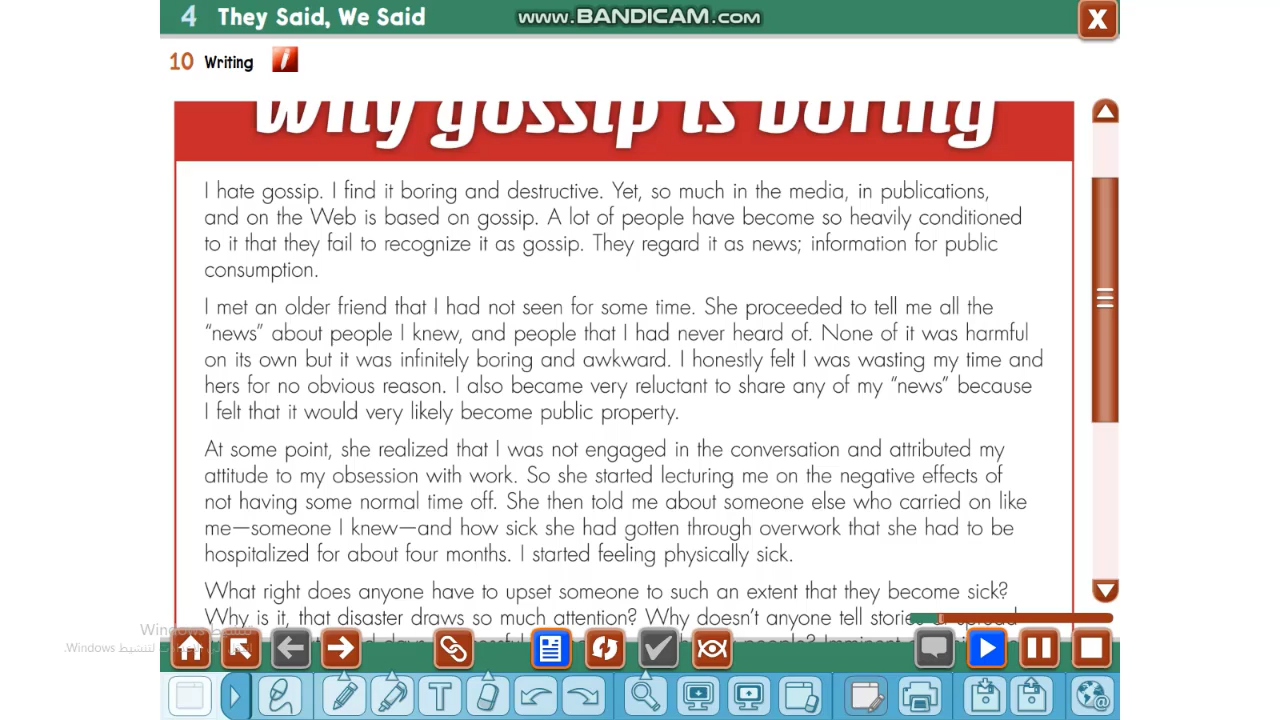 4 They Said, We Said
www.BANDICAM.com
X
10 Writing
Why gossip is boring
I hate gossip. I find it boring and destructive. Yet, so much in the media, in publications,
and on the Web is based on gossip. A lot of people have become so heavily conditioned
to it that they fail to recognize it as gossip. They regard it as news; information for public
consumption.
I met an older friend that I had not seen for some time. She proceeded to tell me all the
“news” about people I knew, and people that I had never heard of. None of it was harmful
on its own but it was infinitely boring and awkward. I honestly felt I was wasting my time and
hers for no obvious reason. I also became very reluctant to share any of my “news” because
I felt that it would very likely become public property.
At some point, she realized that I was not engaged in the conversation and attributed my
attitude to my obsession with work. So she started lecturing me on the negative effects of
not having some normal time off. She then told me about someone else who carried on like
me—someone I knew—and how sick she had gotten through overwork that she had to be
hospitalized for about four months. I started feeling physically sick.
What right does anyone have to upset someone to such an extent that they become sick?
Why is it, that disaster draws so much attention? Why doesn’t anyone tell stories or spread
تنشيط Windows
لتنشيط Windows.
T